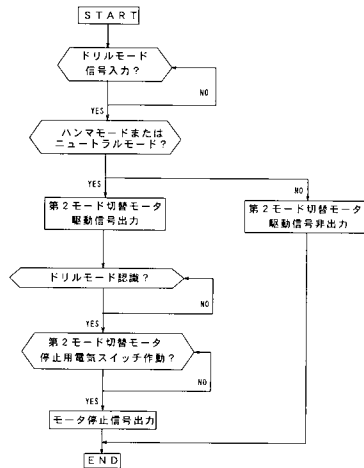 START
ドリルモード
信号入力？
NO
YES
ハンマモードまたは
ニュートラルモード？
YES
NO
第２モード切替モータ
駆動信号出力
第２モード切替モータ
駆動信号非出力
ドリルモード認識？
NO
YES
第２モード切替モータ
停止用電気スイッチ作動？
NO
YES
モータ停止信号出力
END